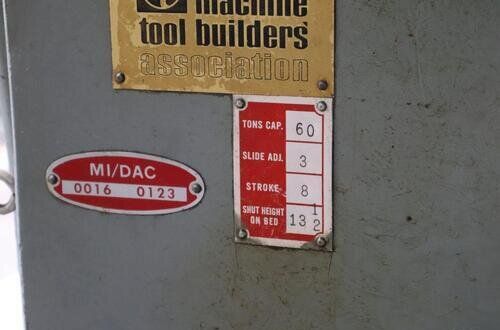 machine
tool builders'
association
TONS CAP. 60
SLIDE ADJ. 3
STROKE 8
SHUT HEIGHT
ON BED 13 1/2
MI/DAC
0016 0123